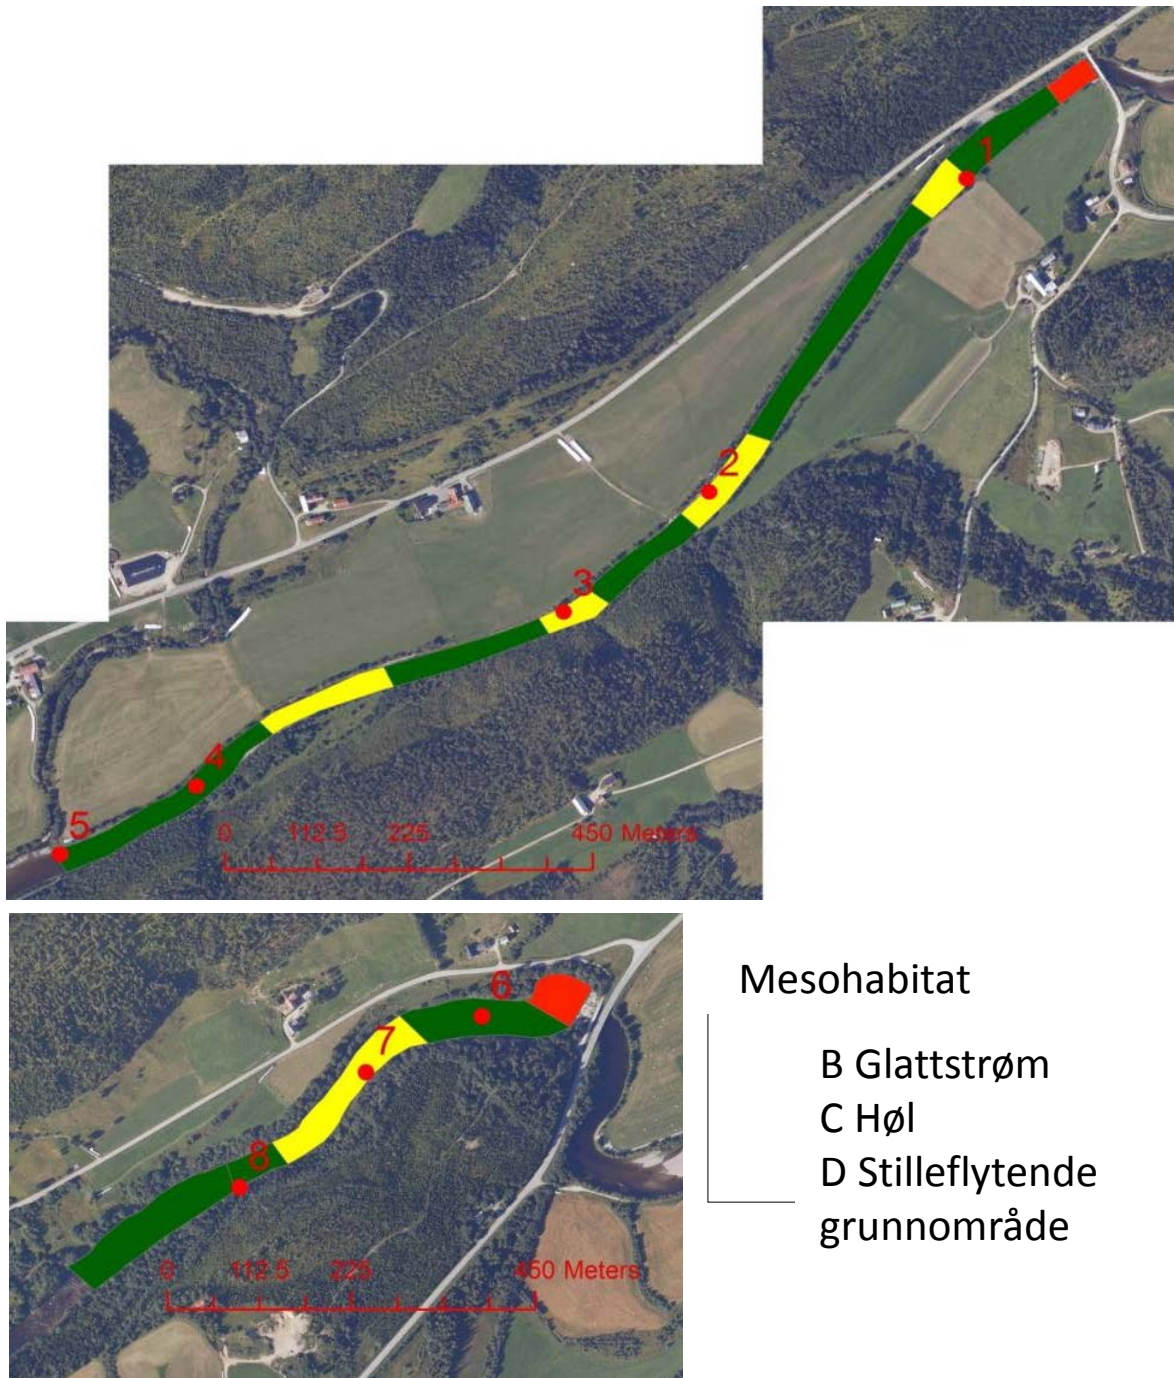 1
2
3
4
5
0 112.5 225 450 Meters
6
7
8
0 112.5 225 450 Meters
Mesohabitat
B Glattstrøm
C Høl
D Stilleflytende
grunnområde